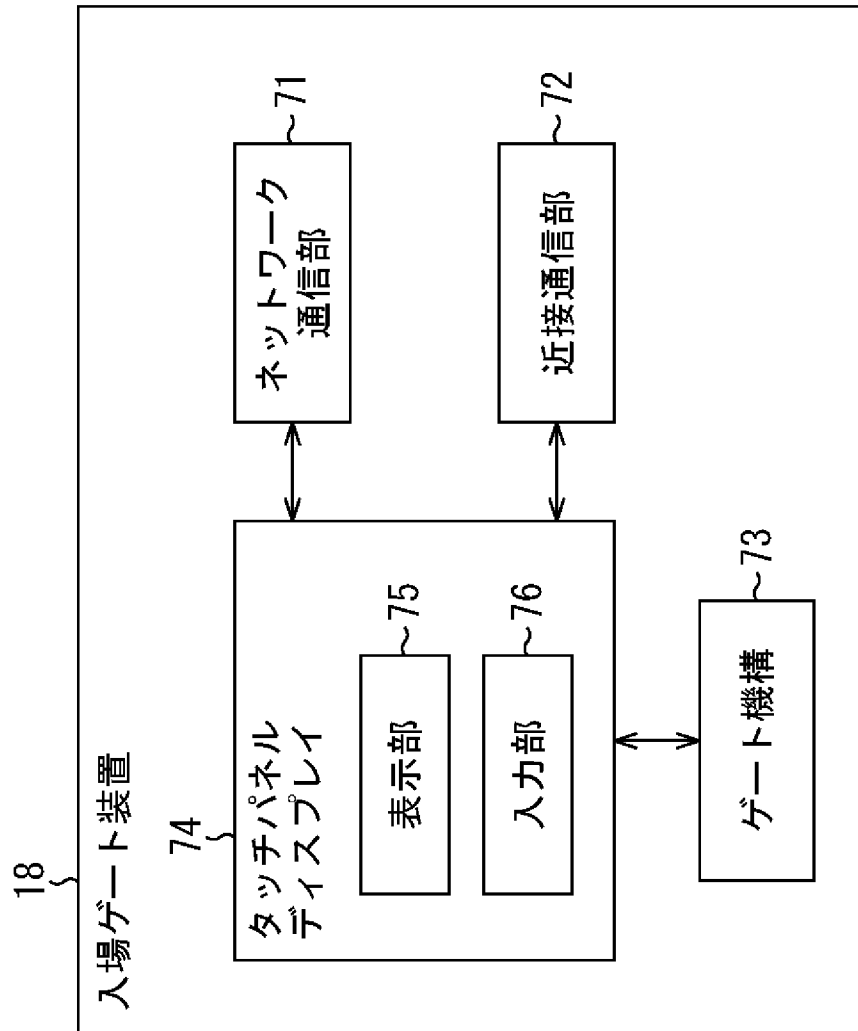 18
入場ゲート装置
74
タッチパネル
ディスプレイ
75
表示部
76
入力部
71
ネットワーク
通信部
72
近接通信部
73
ゲート機構